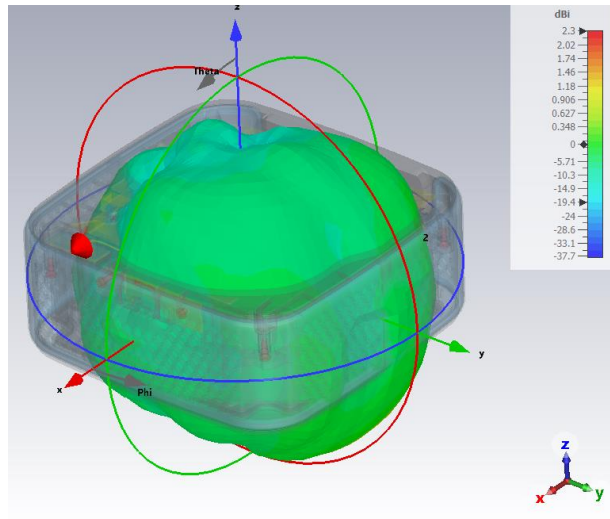 dBi
2.3
2.02
1.74
1.46
1.18
0.906
0.627
0.348
0
-5.71
-10.3
-14.9
-19.4
-24
-28.6
-33.1
-37.7
z
Theta
2
y
x
Phi
z
x
y